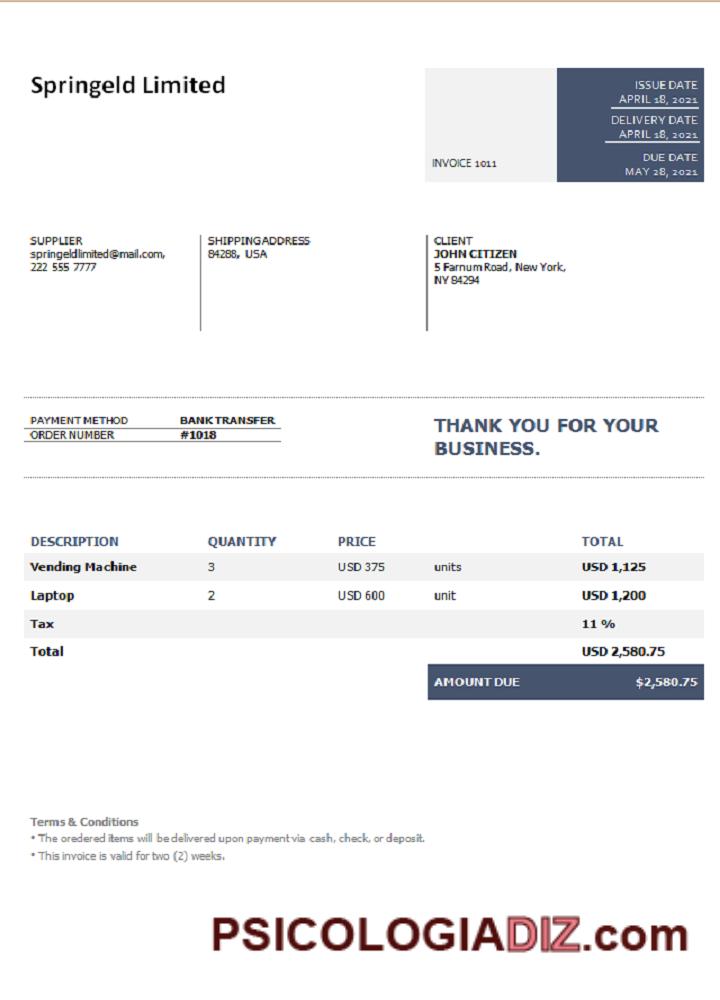 Springeld Limited
ISSUE DATE
APRIL 18, 2021
DELIVERY DATE
APRIL 18, 2021
DUE DATE
MAY 28, 2021
INVOICE 1011
SUPPLIER
springeldlimited@mail.com,
222 555 7777
SHIPPING ADDRESS
84288, USA
CLIENT
JOHN CITIZEN
5 Farnum Road, New York,
NY 84294
PAYMENT METHOD BANK TRANSFER
ORDER NUMBER #1018
THANK YOU FOR YOUR
BUSINESS.
DESCRIPTION QUANTITY PRICE TOTAL
Vending Machine 3 USD 375 units USD 1,125
Laptop 2 USD 600 unit USD 1,200
Tax 11 %
Total USD 2,580.75
AMOUNT DUE $2,580.75
Terms & Conditions
* The oredered items will be delivered upon payment via cash, check, or deposit.
* This invoice is valid for two (2) weeks.
PSICOLOGIADIZ.com